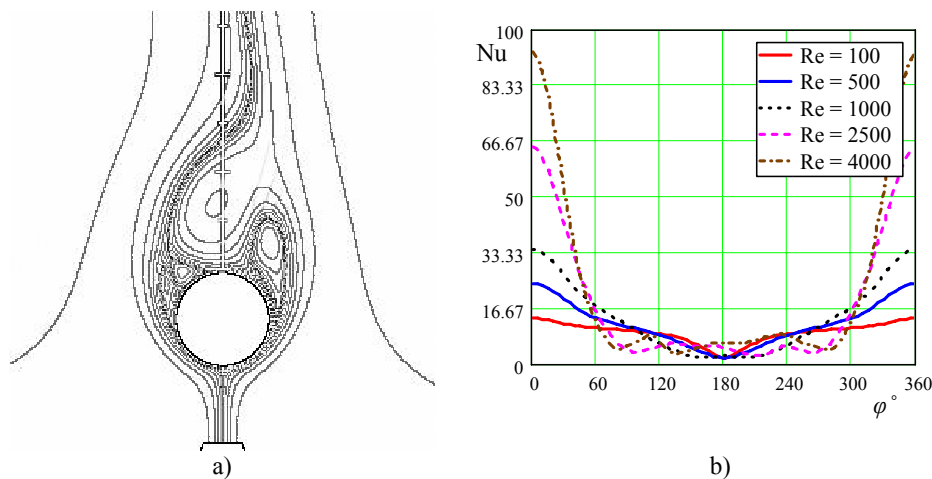 100
Nu
83.33
66.67
50
33.33
16.67
0
Re = 100
Re = 500
Re = 1000
Re = 2500
Re = 4000
0 60 120 180 240 300 360
φ°
a) b)